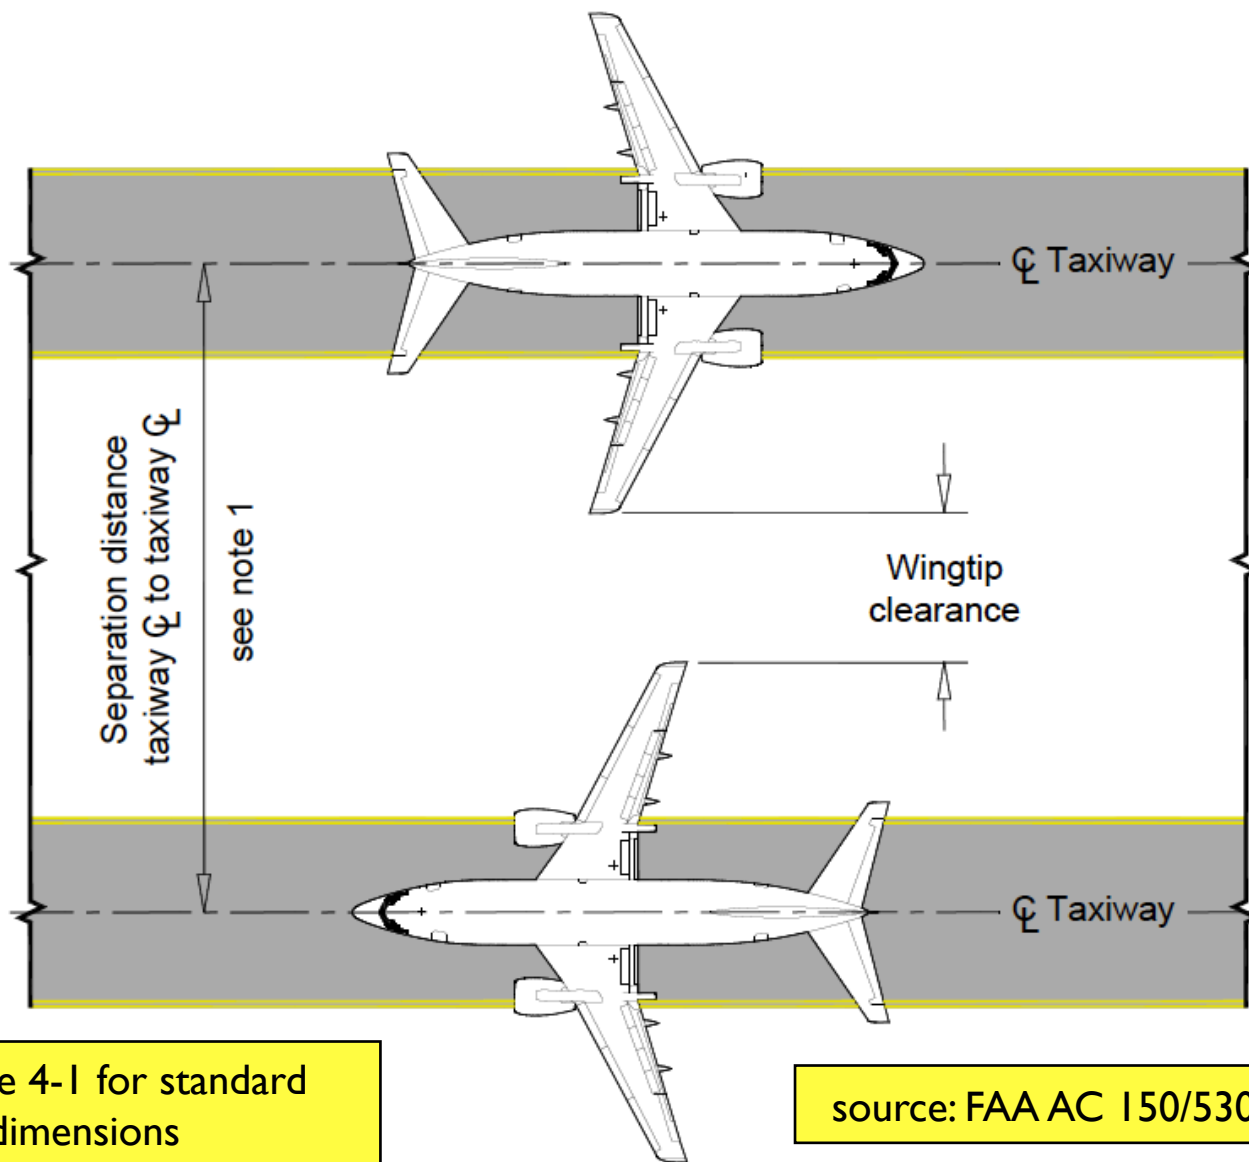 ℄ Taxiway
Separation distance
taxiway ℄ to taxiway ℄
see note 1
Wingtip
clearance
℄ Taxiway
4-1 for standard
dimensions
source: FAA AC 150/530